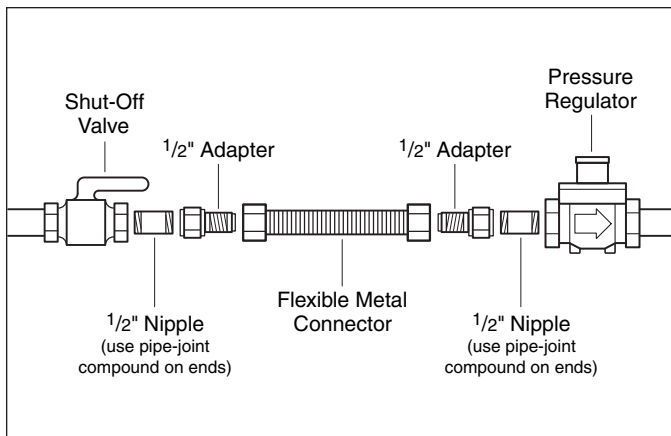 Pressure
Regulator
Shut-Off
Valve
1/2" Adapter
1/2" Adapter
Flexible Metal
Connector
1/2" Nipple
(use pipe-joint
compound on ends)
1/2" Nipple
(use pipe-joint
compound on ends)